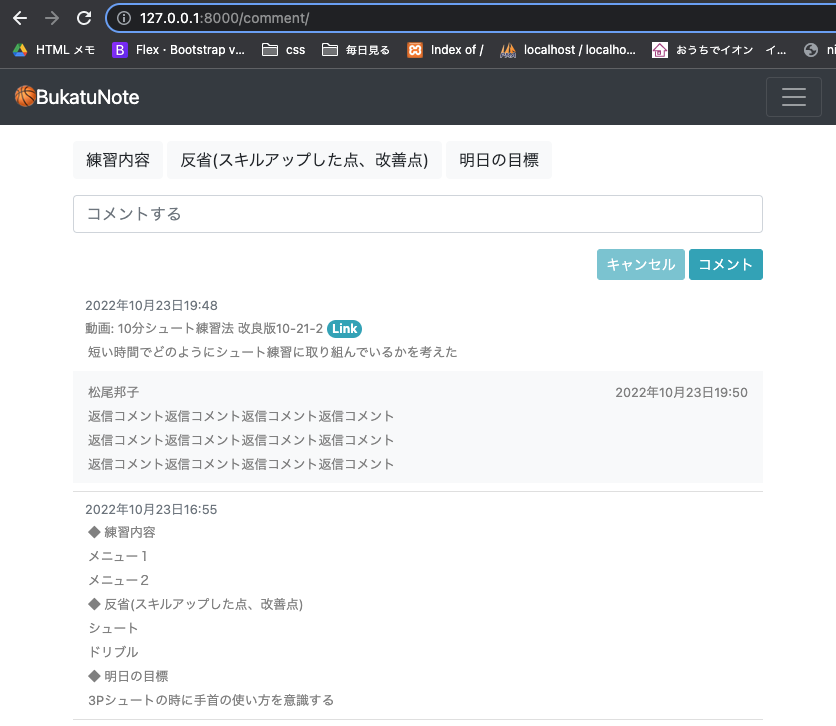 127.0.0.1:8000/comment/
HTML メモ
B
Flex · Bootstrap v...
css
毎日見る
Index of /
localhost / localho...
おうちでイオン イ...
ni
BukatuNote
練習内容
反省(スキルアップした点、改善点)
明日の目標
コメントする
キャンセル
コメント
2022年10月23日19:48
動画: 10分シュート練習法 改良版10-21-2 Link
短い時間でどのようにシュート練習に取り組んでいるかを考えた
松尾邦子 2022年10月23日19:50
返信コメント返信コメント返信コメント返信コメント
返信コメント返信コメント返信コメント返信コメント
返信コメント返信コメント返信コメント返信コメント
2022年10月23日16:55
◆ 練習内容
メニュー１
メニュー２
◆ 反省(スキルアップした点、改善点)
シュート
ドリブル
◆ 明日の目標
3Pシュートの時に手首の使い方を意識する